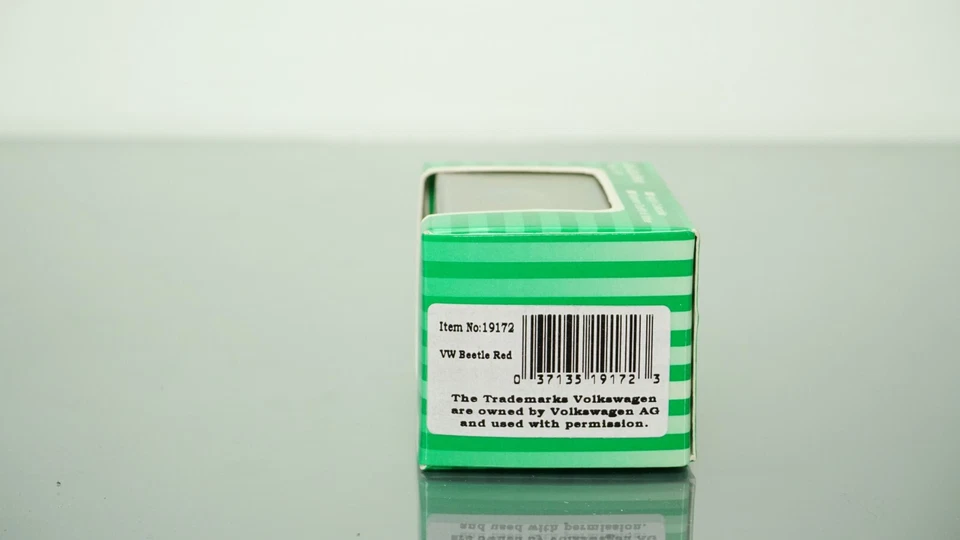 Item No:19172
VW Beetle Red
0 37135 19172 3
The Trademarks Volkswagen
are owned by Volkswagen AG
and used with permission.